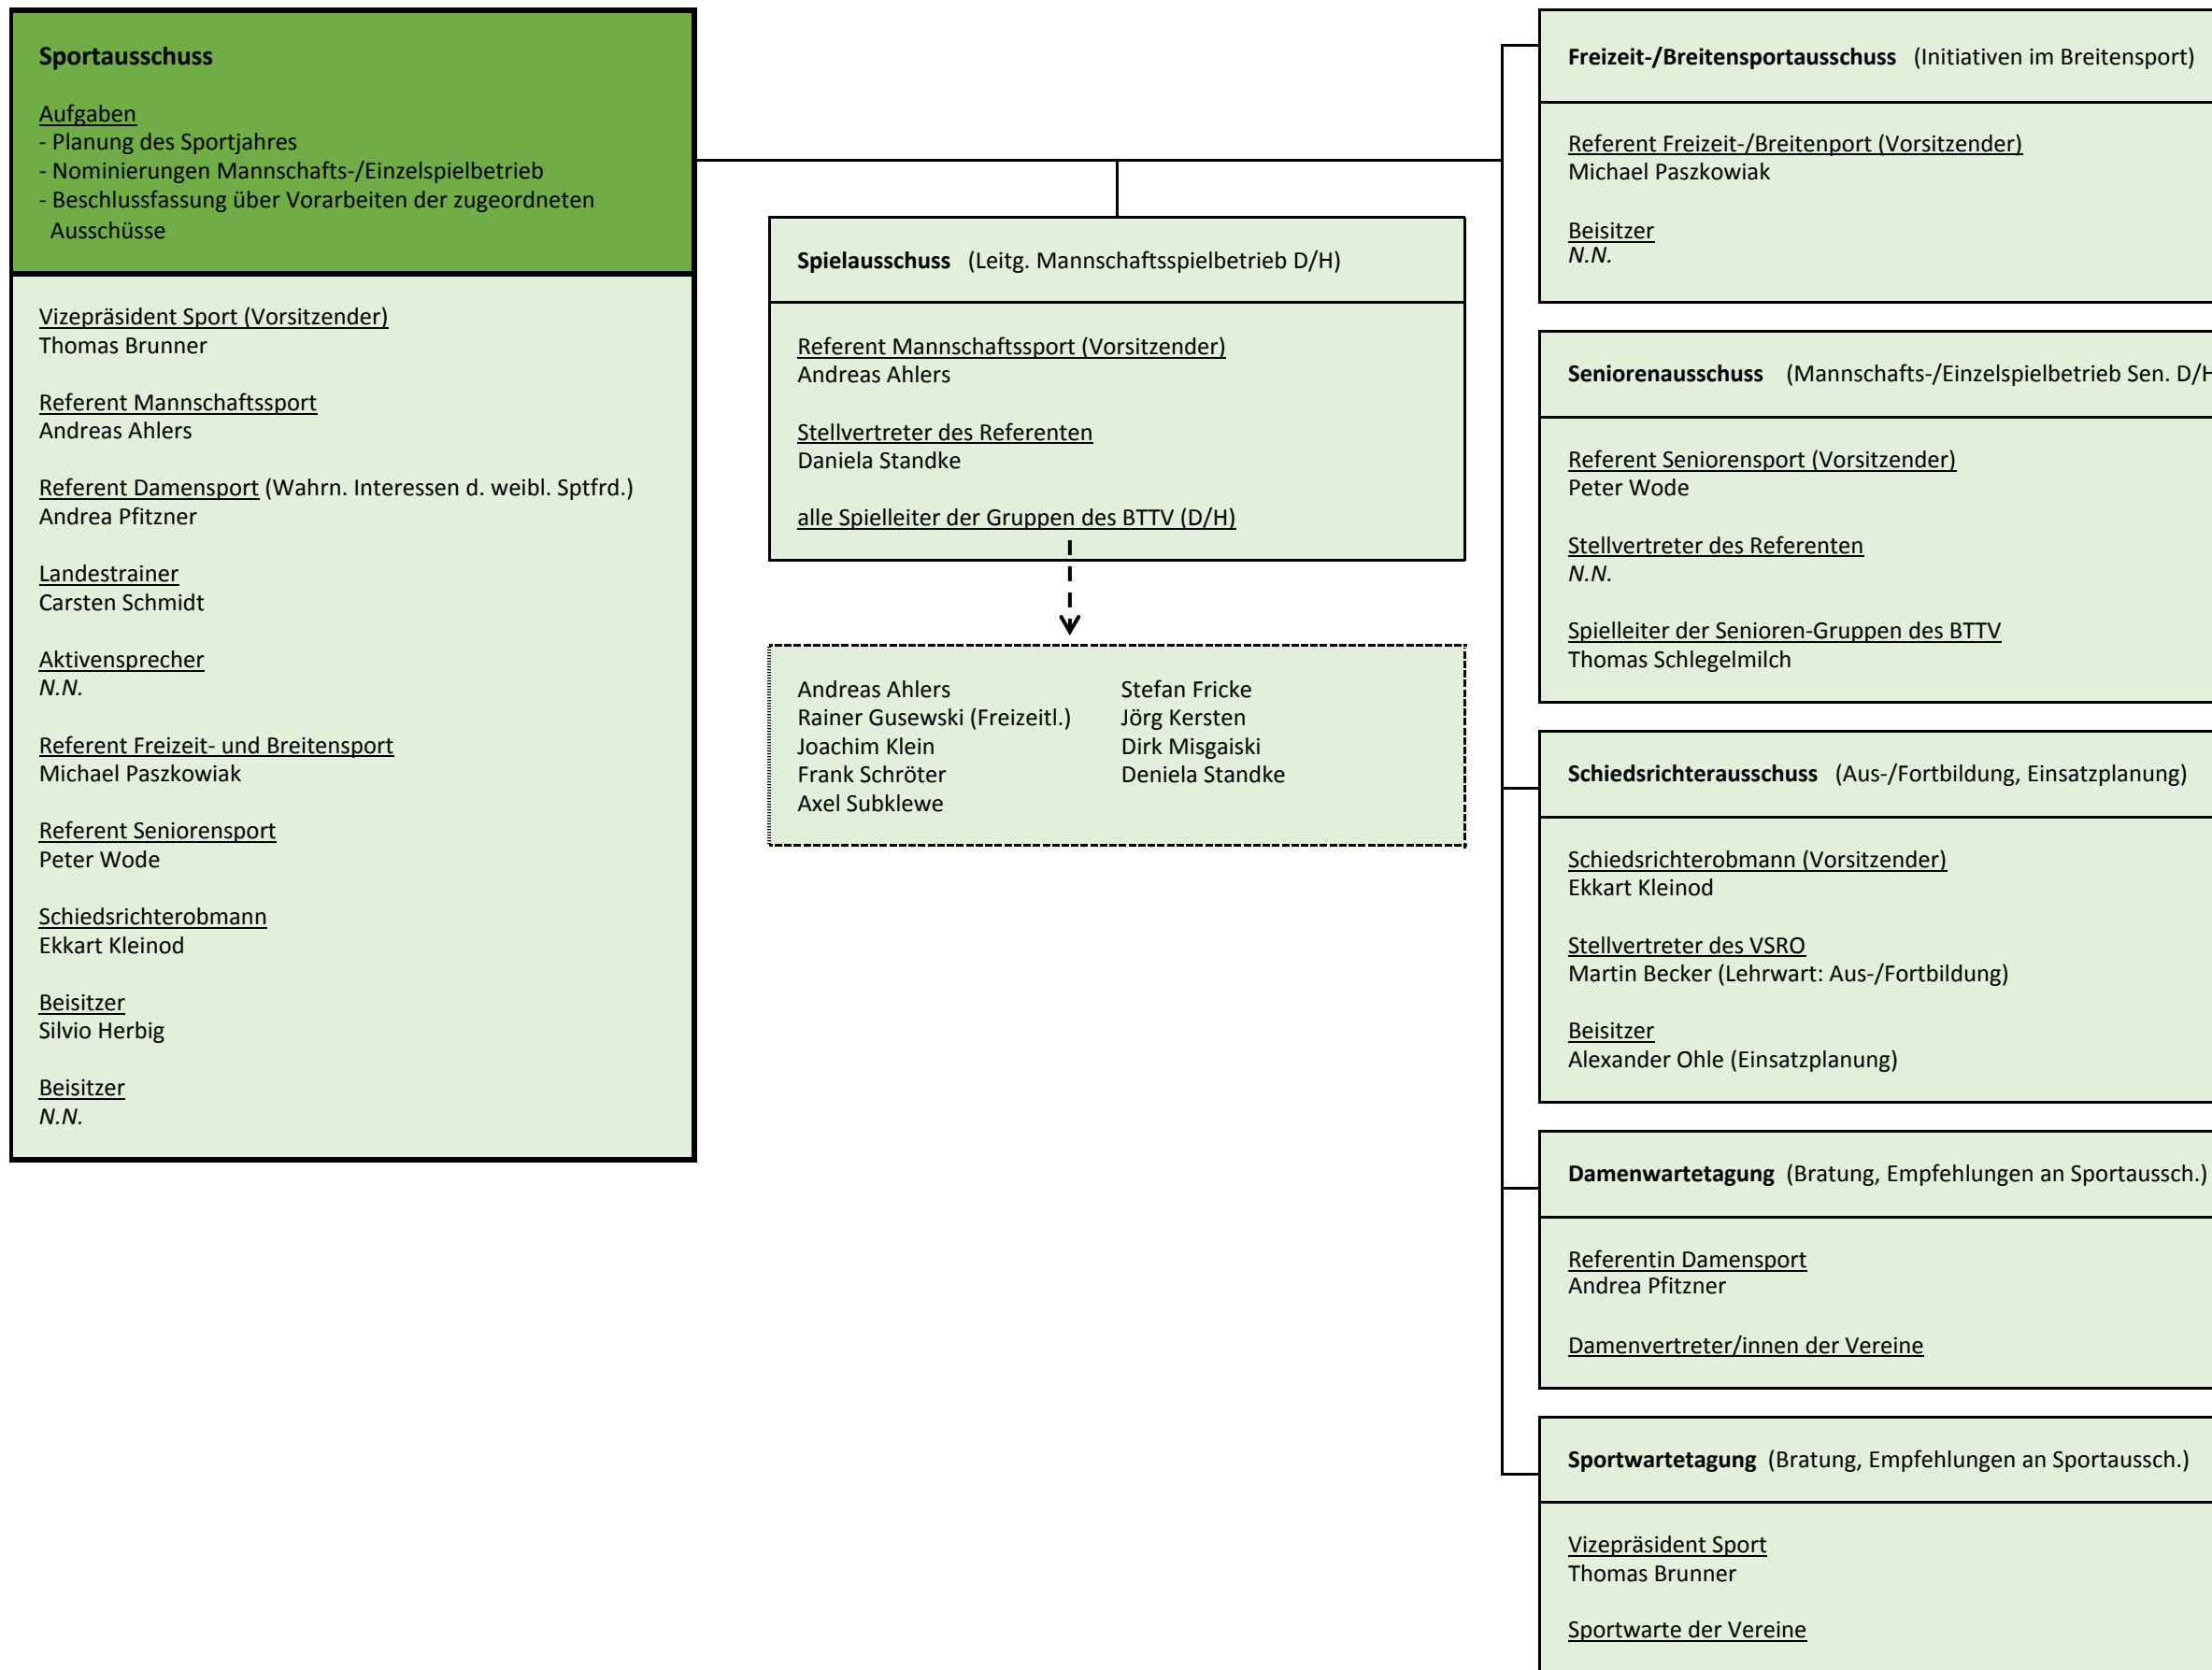 Sportausschuss
Aufgaben
- Planung des Sportjahres
- Nominierungen Mannschafts-/Einzelspielbetrieb
- Beschlussfassung über Vorarbeiten der zugeordneten
Ausschüsse
Vizepräsident Sport (Vorsitzender)
Thomas Brunner
Referent Mannschaftssport
Andreas Ahlers
Referent Damensport (Wahrn. Interessen d. weibl. Sptfrd.)
Andrea Pfitzner
Landestrainer
Carsten Schmidt
Aktivensprecher
N.N.
Referent Freizeit- und Breitensport
Michael Paszkowiak
Referent Seniorensport
Peter Wode
Schiedsrichterobmann
Ekkart Kleinod
Beisitzer
Silvio Herbig
Beisitzer
N.N.
Spielausschuss (Leitg. Mannschaftsspielbetrieb D/H)
Referent Mannschaftssport (Vorsitzender)
Andreas Ahlers
Stellvertreter des Referenten
Daniela Standke
alle Spielleiter der Gruppen des BTTV (D/H)
Andreas Ahlers
Rainer Gusewski (Freizeitl.)
Joachim Klein
Frank Schröter
Axel Subklewe
Stefan Fricke
Jörg Kersten
Dirk Misgaiski
Deniela Standke
Freizeit-/Breitensportausschuss (Initiativen im Breitensport)
Referent Freizeit-/Breitenport (Vorsitzender)
Michael Paszkowiak
Beisitzer
N.N.
Seniorenausschuss (Mannschafts-/Einzelspielbetrieb Sen. D/H
Referent Seniorensport (Vorsitzender)
Peter Wode
Stellvertreter des Referenten
N.N.
Spielleiter der Senioren-Gruppen des BTTV
Thomas Schlegelmilch
Schiedsrichterausschuss (Aus-/Fortbildung, Einsatzplanung)
Schiedsrichterobmann (Vorsitzender)
Ekkart Kleinod
Stellvertreter des VSRO
Martin Becker (Lehrwart: Aus-/Fortbildung)
Beisitzer
Alexander Ohle (Einsatzplanung)
Damenwartetagung (Bratung, Empfehlungen an Sportaussch.)
Referentin Damensport
Andrea Pfitzner
Damenvertreter/innen der Vereine
Sportwartetagung (Bratung, Empfehlungen an Sportaussch.)
Vizepräsident Sport
Thomas Brunner
Sportwarte der Vereine